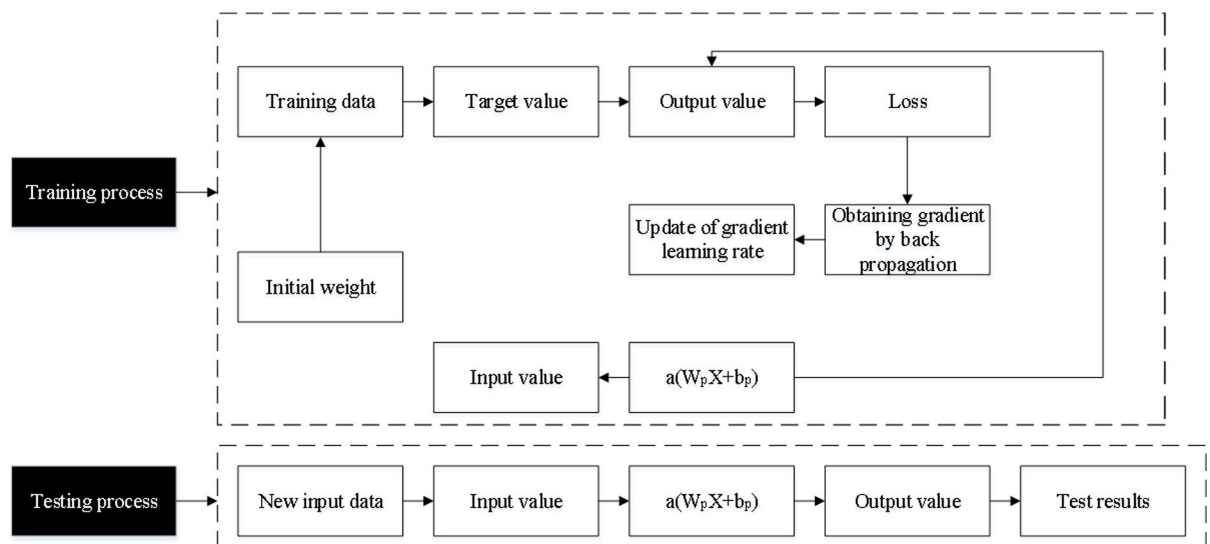 Training process
Training data
Target value
Output value
Loss
Initial weight
Update of gradient
learning rate
Obtaining gradient
by back
propagation
Input value
a(WₚX+bₚ)
Testing process
New input data
Input value
a(WₚX+bₚ)
Output value
Test results